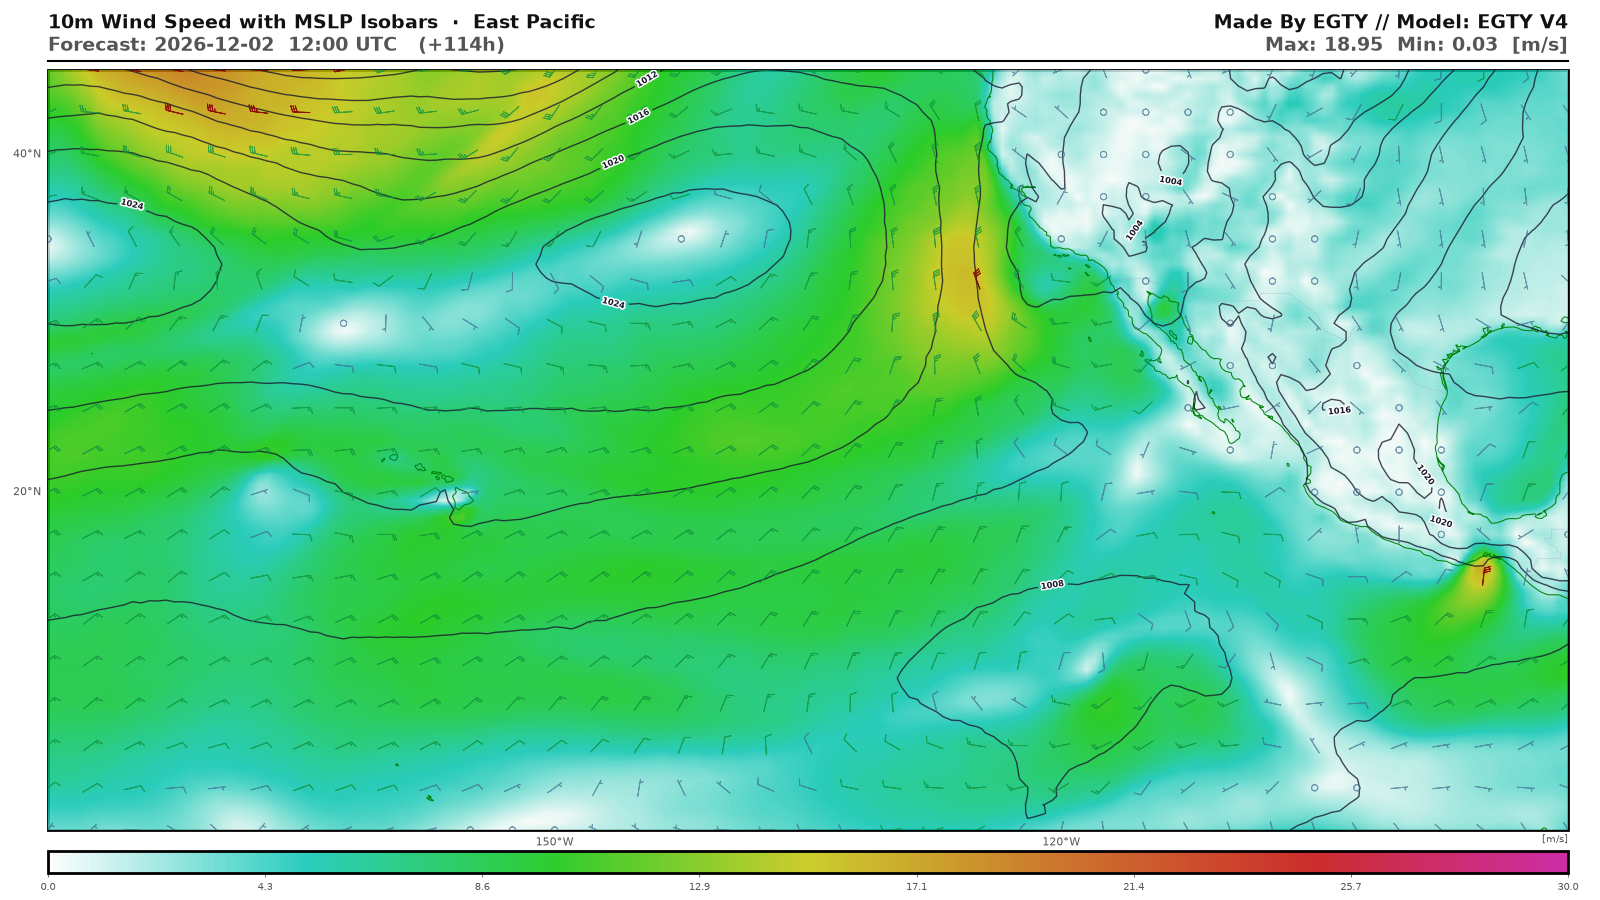 10m Wind Speed with MSLP Isobars · East Pacific
Made By EGTY // Model: EGTY V4
Forecast: 2026-12-02 12:00 UTC (+114h)
Max: 18.95 Min: 0.03 [m/s]
1012
1016
1020
40°N
1004
1024
1004
1024
1016
1020
20°N
1020
1008
150°W
120°W
[m/s]
0.0
4.3
8.6
12.9
17.1
21.4
25.7
30.0